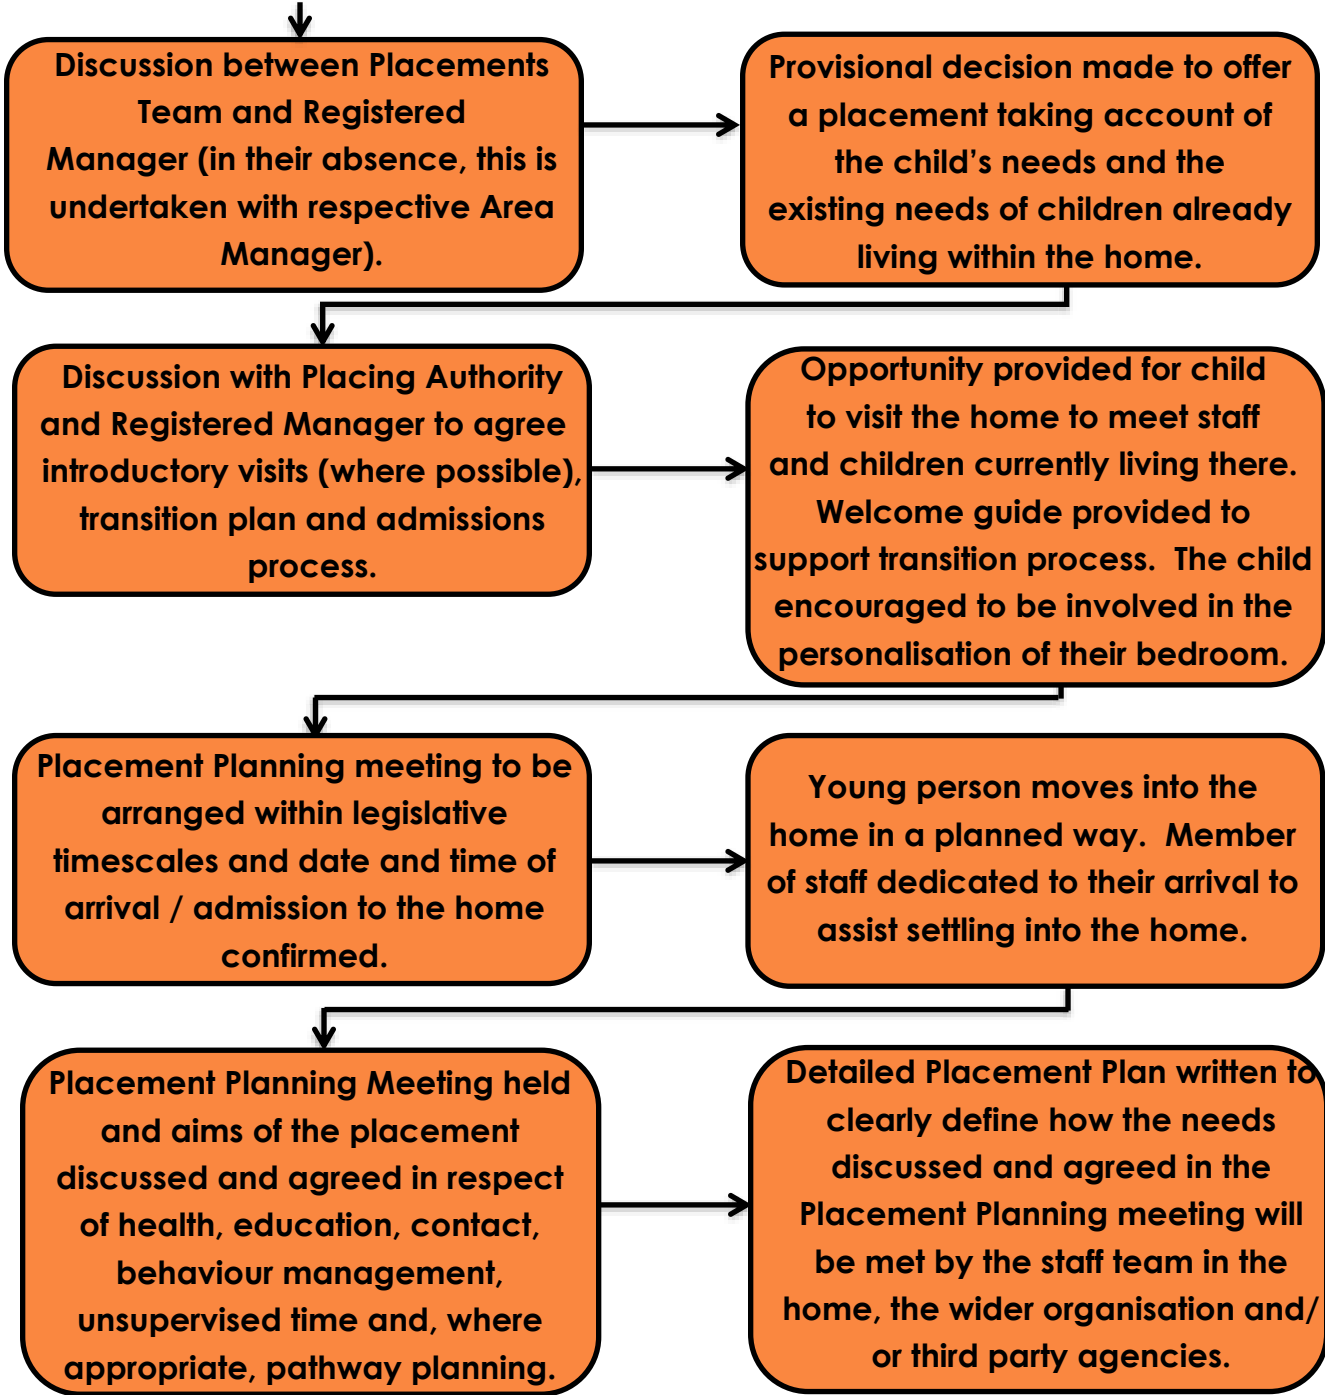 Discussion between Placements
Team and Registered
Manager (in their absence, this is
undertaken with respective Area
Manager).
Provisional decision made to offer
a placement taking account of
the child’s needs and the
existing needs of children already
living within the home.
Discussion with Placing Authority
and Registered Manager to agree
introductory visits (where possible),
transition plan and admissions
process.
Opportunity provided for child
to visit the home to meet staff
and children currently living there.
Welcome guide provided to
support transition process.  The child
encouraged to be involved in the
personalisation of their bedroom.
Placement Planning meeting to be
arranged within legislative
timescales and date and time of
arrival / admission to the home
confirmed.
Young person moves into the
home in a planned way.  Member
of staff dedicated to their arrival to
assist settling into the home.
Placement Planning Meeting held
and aims of the placement
discussed and agreed in respect
of health, education, contact,
behaviour management,
unsupervised time and, where
appropriate, pathway planning.
Detailed Placement Plan written to
clearly define how the needs
discussed and agreed in the
Placement Planning meeting will
be met by the staff team in the
home, the wider organisation and/
or third party agencies.